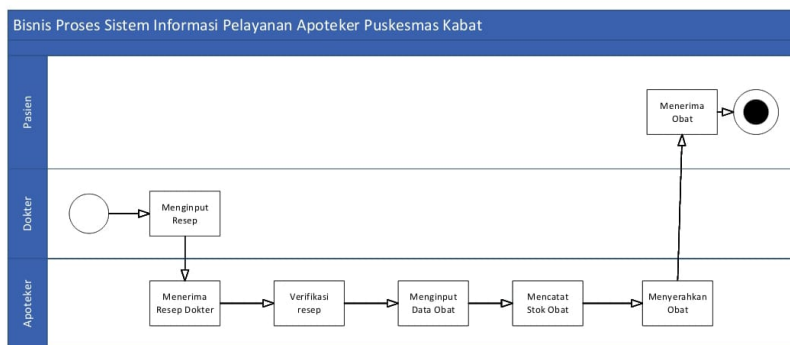 Bisnis Proses Sistem Informasi Pelayanan Apoteker Puskesmas Kabat
Pasien
Menerima
Obat
Dokter
Menginput
Resep
Apoteker
Menerima
Resep Dokter
Verifikasi
resep
Menginput
Data Obat
Mencatat
Stok Obat
Menyerahkan
Obat